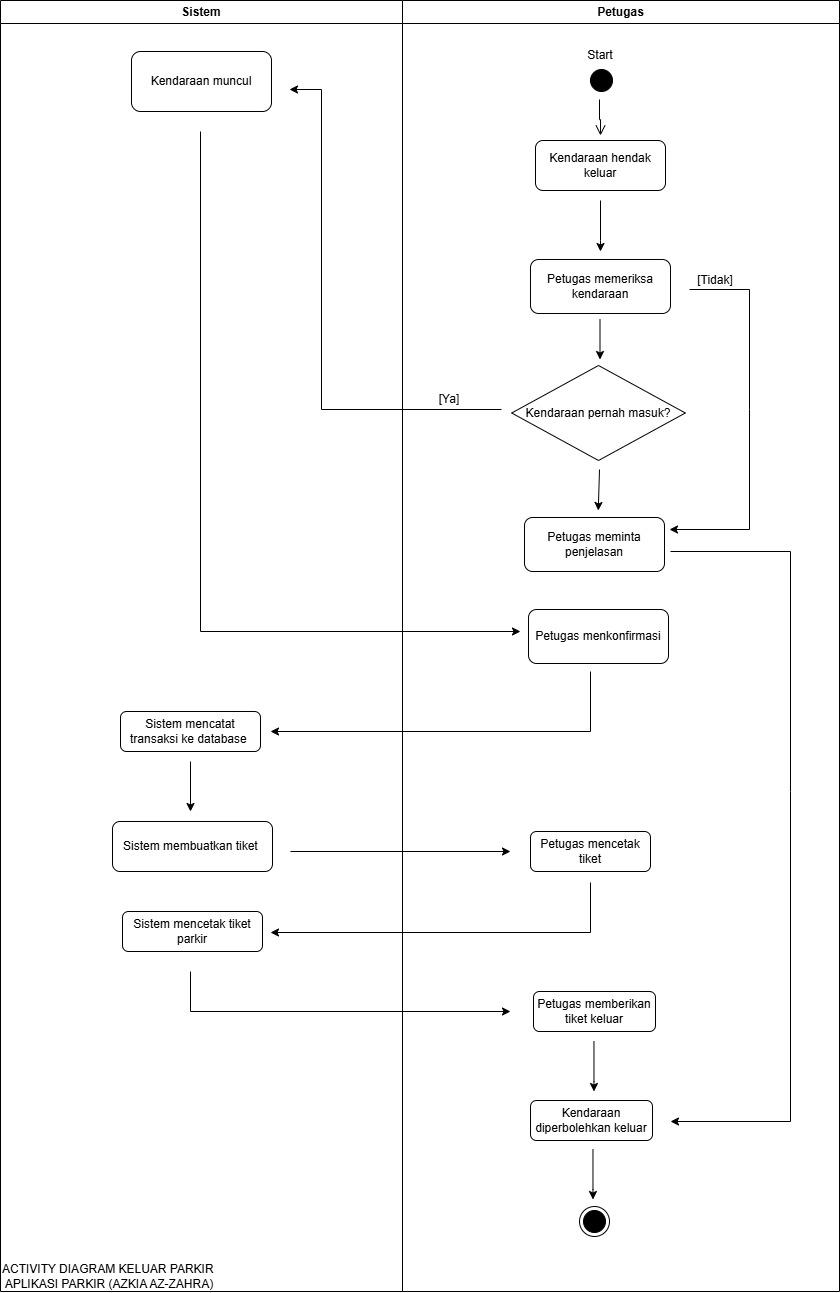 Sistem
Petugas
Start
Kendaraan muncul
Kendaraan hendak
keluar
Petugas memeriksa
kendaraan
[Tidak]
[Ya]
Kendaraan pernah masuk?
Petugas meminta
penjelasan
Petugas menkonfirmasi
Sistem mencatat
transaksi ke database
Sistem membuatkan tiket
Petugas mencetak
tiket
Sistem mencetak tiket
parkir
Petugas memberikan
tiket keluar
Kendaraan
diperbolehkan keluar
ACTIVITY DIAGRAM KELUAR PARKIR
APLIKASI PARKIR (AZKIA AZ-ZAHRA)